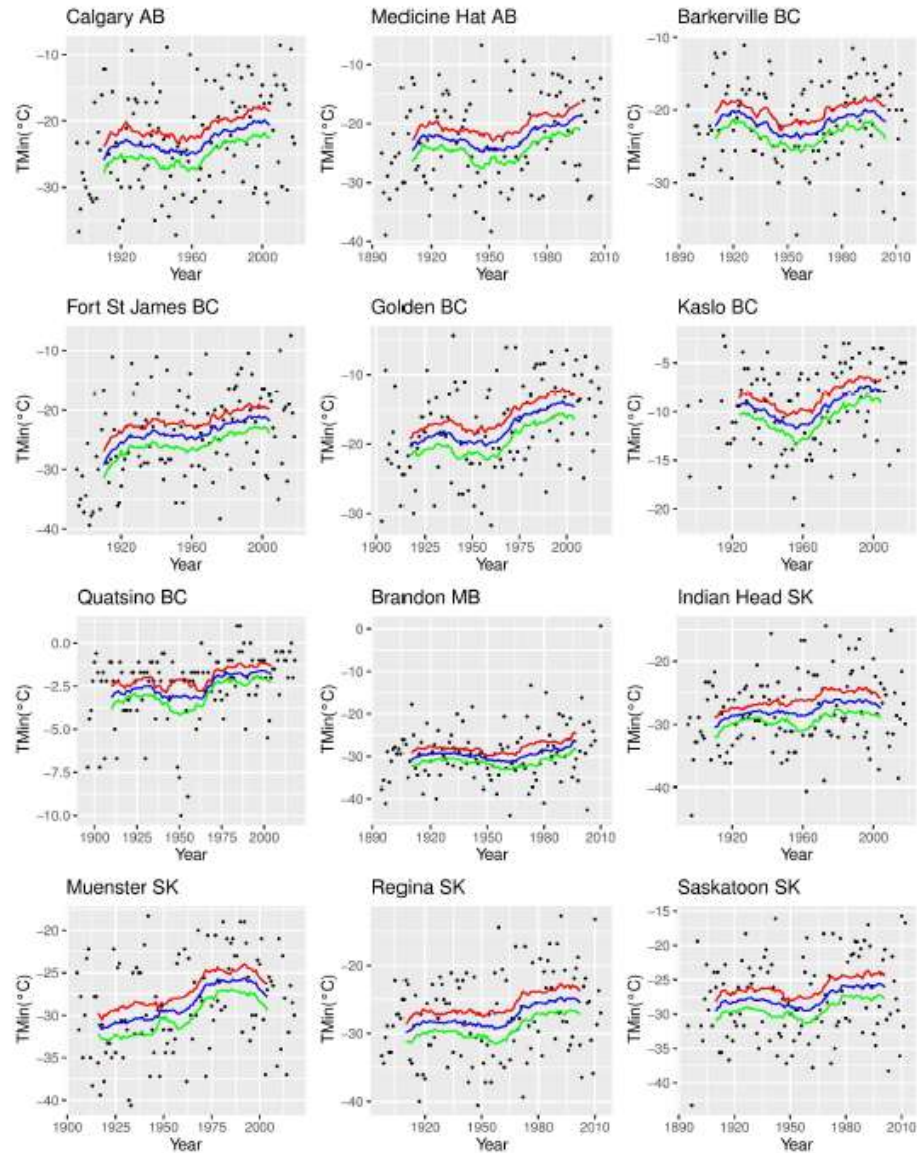 Calgary AB
Medicine Hat AB
Barkerville BC
TMin(°C)
-10
-20
-30
1920
1960
2000
Year
TMin(°C)
-10
-20
-30
-40
1890
1920
1950
1980
2010
Year
TMin(°C)
-10
-20
-30
1890
1920
1950
1980
2010
Year
Fort St James BC
Golden BC
Kaslo BC
TMin(°C)
-10
-20
-30
-40
1920
1960
2000
Year
TMin(°C)
-10
-20
-30
1900
1925
1950
1975
2000
Year
TMin(°C)
-5
-10
-15
-20
1920
1960
2000
Year
Quatsino BC
Brandon MB
Indian Head SK
TMin(°C)
0.0
-2.5
-5.0
-7.5
-10.0
1900
1925
1950
1975
2000
Year
TMin(°C)
0
-10
-20
-30
-40
1890
1920
1950
1980
2010
Year
TMin(°C)
-20
-30
-40
1920
1960
2000
Year
Muenster SK
Regina SK
Saskatoon SK
TMin(°C)
-20
-25
-30
-35
-40
1900
1925
1950
1975
2000
Year
TMin(°C)
-20
-30
-40
1920
1950
1980
2010
Year
TMin(°C)
-15
-20
-25
-30
-35
-40
1890
1920
1950
1980
2010
Year